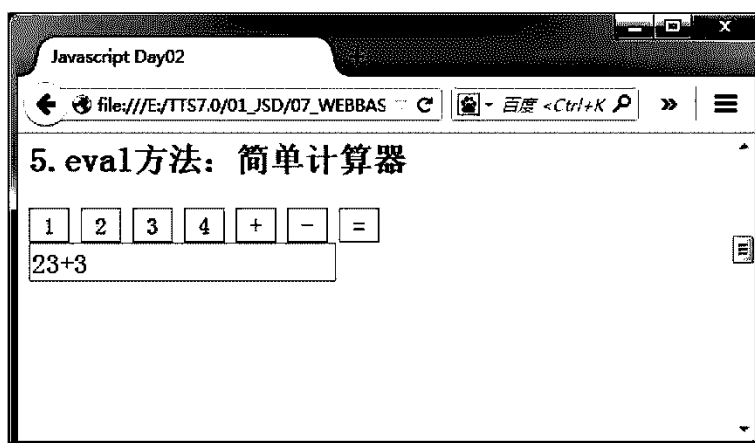 Javascript Day02
file:///E:/TTS7.0/01_JSD/07_WEBBAS
百度 <Ctrl+K
5.eval方法：简单计算器
1 2 3 4 + - =
23+3